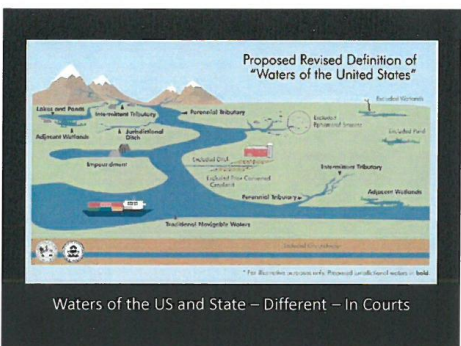 Proposed Revised Definition of
"Waters of the United States"
Lakes and Ponds
Intermittent Tributary
Perennial Tributary
Excluded Wetlands
Adjacent Wetlands
Jurisdictional
Ditch
Excluded
Ephemeral Streams
Excluded Pond
Impoundment
Excluded Ditch
Excluded Prior Converted
Cropland
Intermittent Tributary
Perennial Tributary
Adjacent Wetlands
Traditional Navigable Waters
Excluded Groundwater
* For illustrative purposes only. Proposed jurisdictional waters in bold.
Waters of the US and State – Different – In Courts